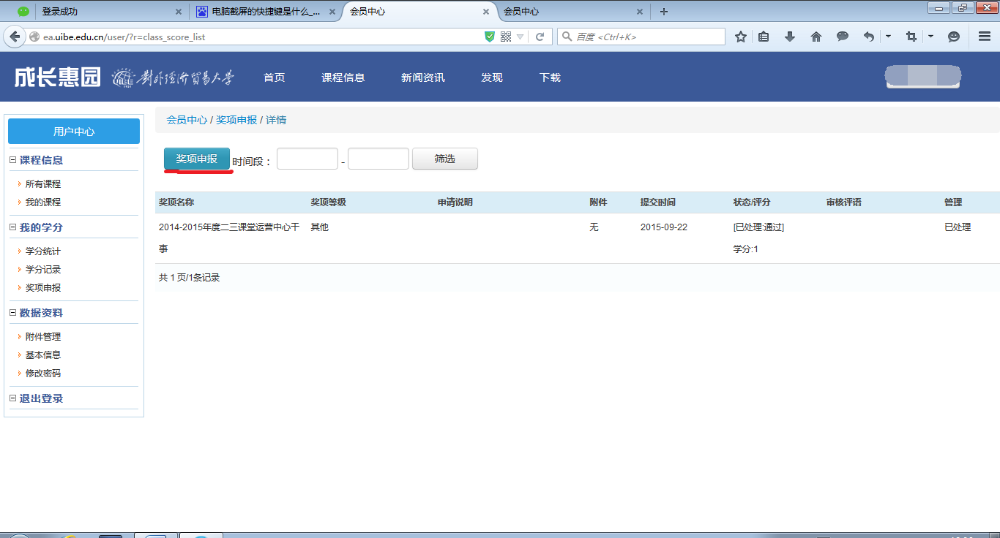 登录成功
电脑截屏的快捷键是什么_...
会员中心
会员中心
ea.uibe.edu.cn/user/?r=class_score_list
百度 <Ctrl+K>
成长惠园 對外經濟貿易大学 首页 课程信息 新闻资讯 发现 下载
用户中心
课程信息
所有课程
我的课程
我的学分
学分统计
学分记录
奖项申报
数据资料
附件管理
基本信息
修改密码
退出登录
会员中心 / 奖项申报 / 详情
奖项申报 时间段： - 筛选
奖项名称 奖项等级 申请说明 附件 提交时间 状态/评分 审核评语 管理
2014-2015年度二三课堂运营中心干 其他 无 2015-09-22 [已处理:通过] 已处理
事 学分:1
共 1 页/1条记录